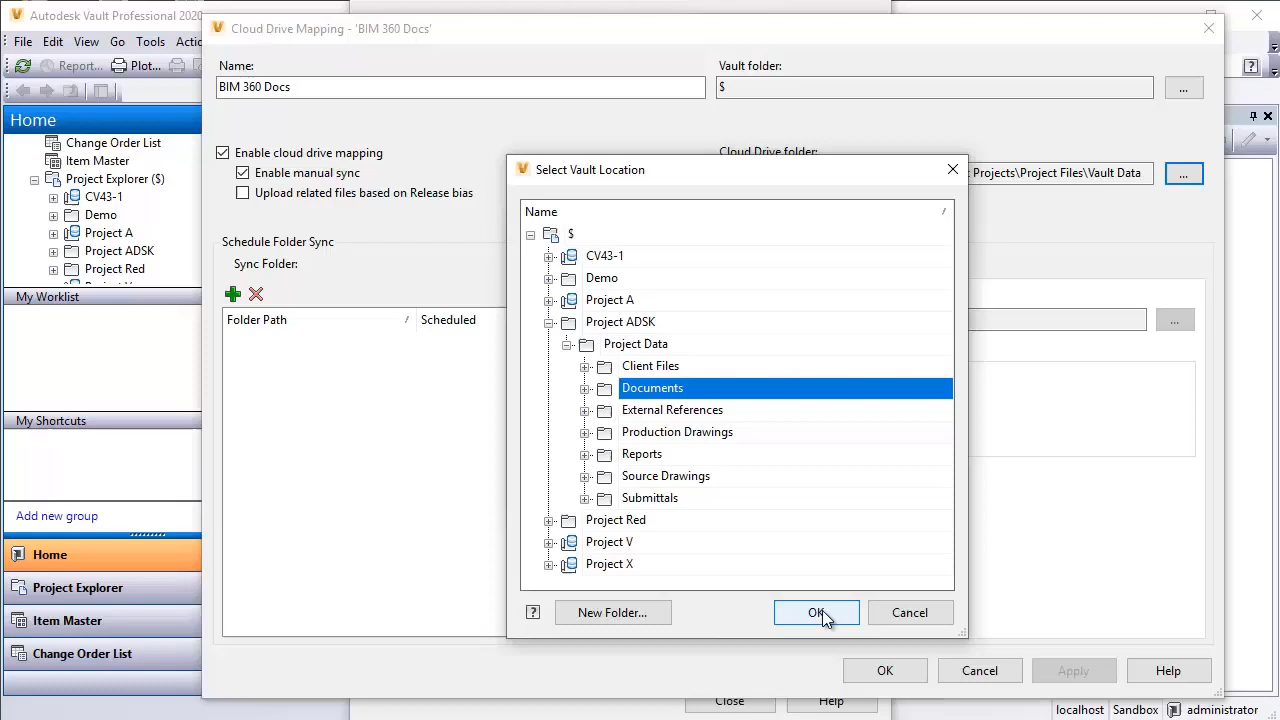 Autodesk Vault Professional 2020
File Edit View Go Tools Actio
Report... Plot...
Home
Change Order List
Item Master
Project Explorer ($)
CV43-1
Demo
Project A
Project ADSK
Project Red
My Worklist
My Shortcuts
Add new group
Home
Project Explorer
Item Master
Change Order List
Cloud Drive Mapping - 'BIM 360 Docs'
Name:
BIM 360 Docs
Vault folder:
$
...
Enable cloud drive mapping
Enable manual sync
Upload related files based on Release bias
Cloud Drive folder:
t Projects\Project Files\Vault Data
...
Schedule Folder Sync
Sync Folder:
Folder Path / Scheduled
...
Select Vault Location
Name /
$
CV43-1
Demo
Project A
Project ADSK
Project Data
Client Files
Documents
External References
Production Drawings
Reports
Source Drawings
Submittals
Project Red
Project V
Project X
? New Folder... OK Cancel
OK Cancel Apply Help
Close Help
localhost Sandbox administrator